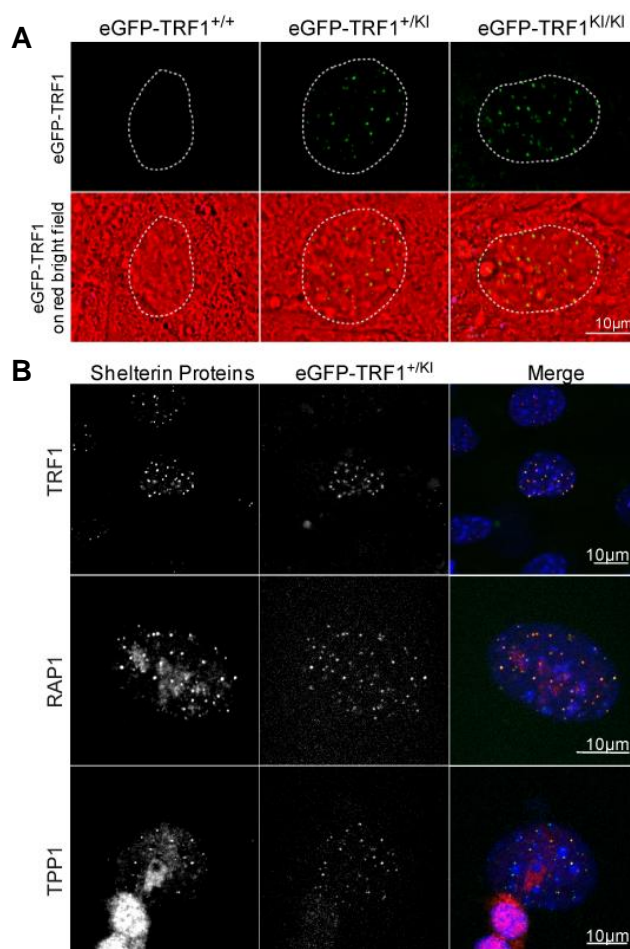 A
eGFP-TRF1+/+ eGFP-TRF1+/KI eGFP-TRF1KI/KI
eGFP-TRF1
eGFP-TRF1
on red bright field
10μm
B
Shelterin Proteins eGFP-TRF1+/KI Merge
TRF1
10μm
RAP1
10μm
TPP1
10μm